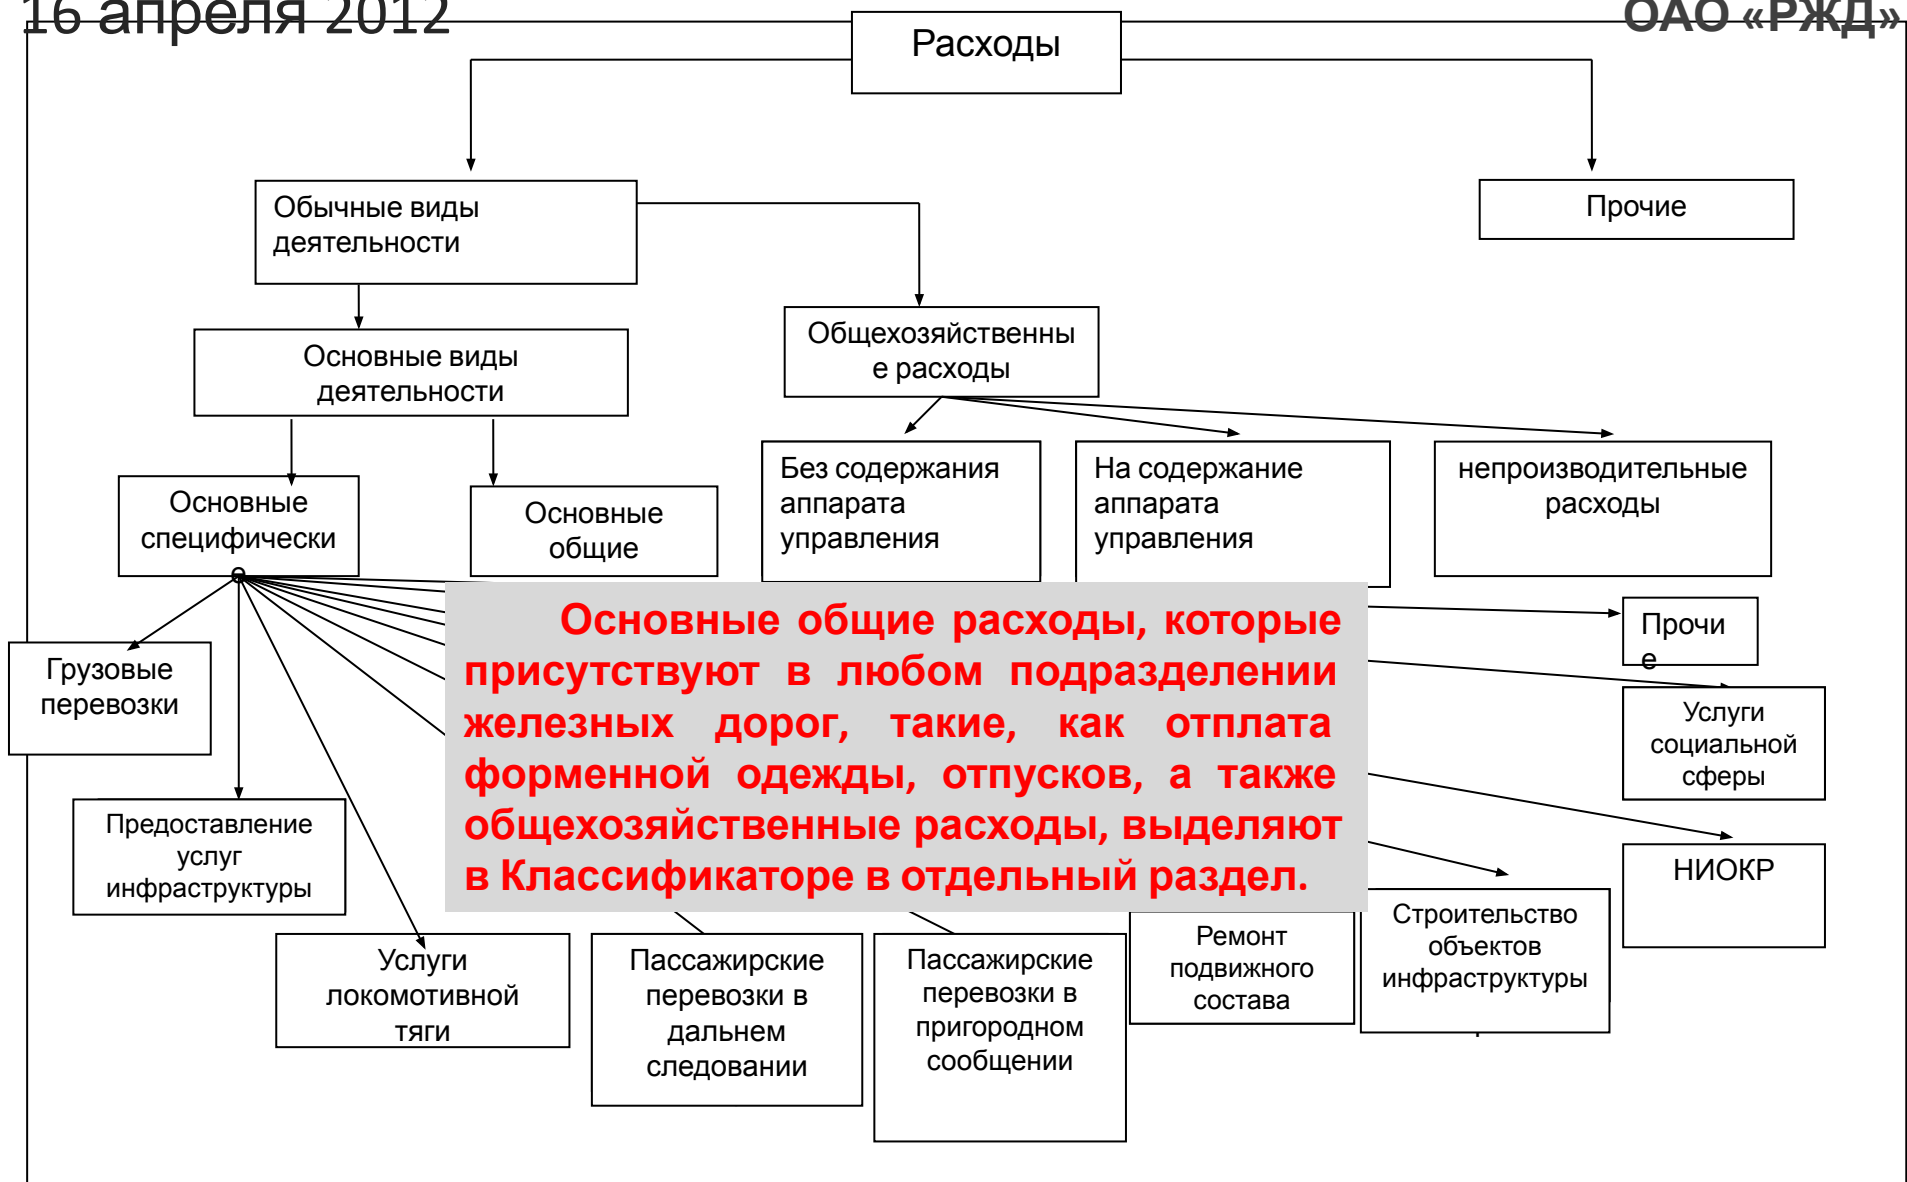 16 апреля 2012
ОАО «РЖД»
Расходы
Обычные виды
деятельности
Прочие
Основные виды
деятельности
Общехозяйственны
е расходы
Основные
специфически
е
Основные
общие
Без содержания
аппарата
управления
На содержание
аппарата
управления
непроизводительные
расходы
Основные общие расходы, которые
присутствуют в любом подразделении
железных дорог, такие, как отплата
форменной одежды, отпусков, а также
общехозяйственные расходы, выделяют
в Классификаторе в отдельный раздел.
Прочи
е
Грузовые
перевозки
Услуги
социальной
сферы
Предоставление
услуг
инфраструктуры
НИОКР
Услуги
локомотивной
тяги
Пассажирские
перевозки в
дальнем
следовании
Пассажирские
перевозки в
пригородном
сообщении
Ремонт
подвижного
состава
Строительство
объектов
инфраструктуры